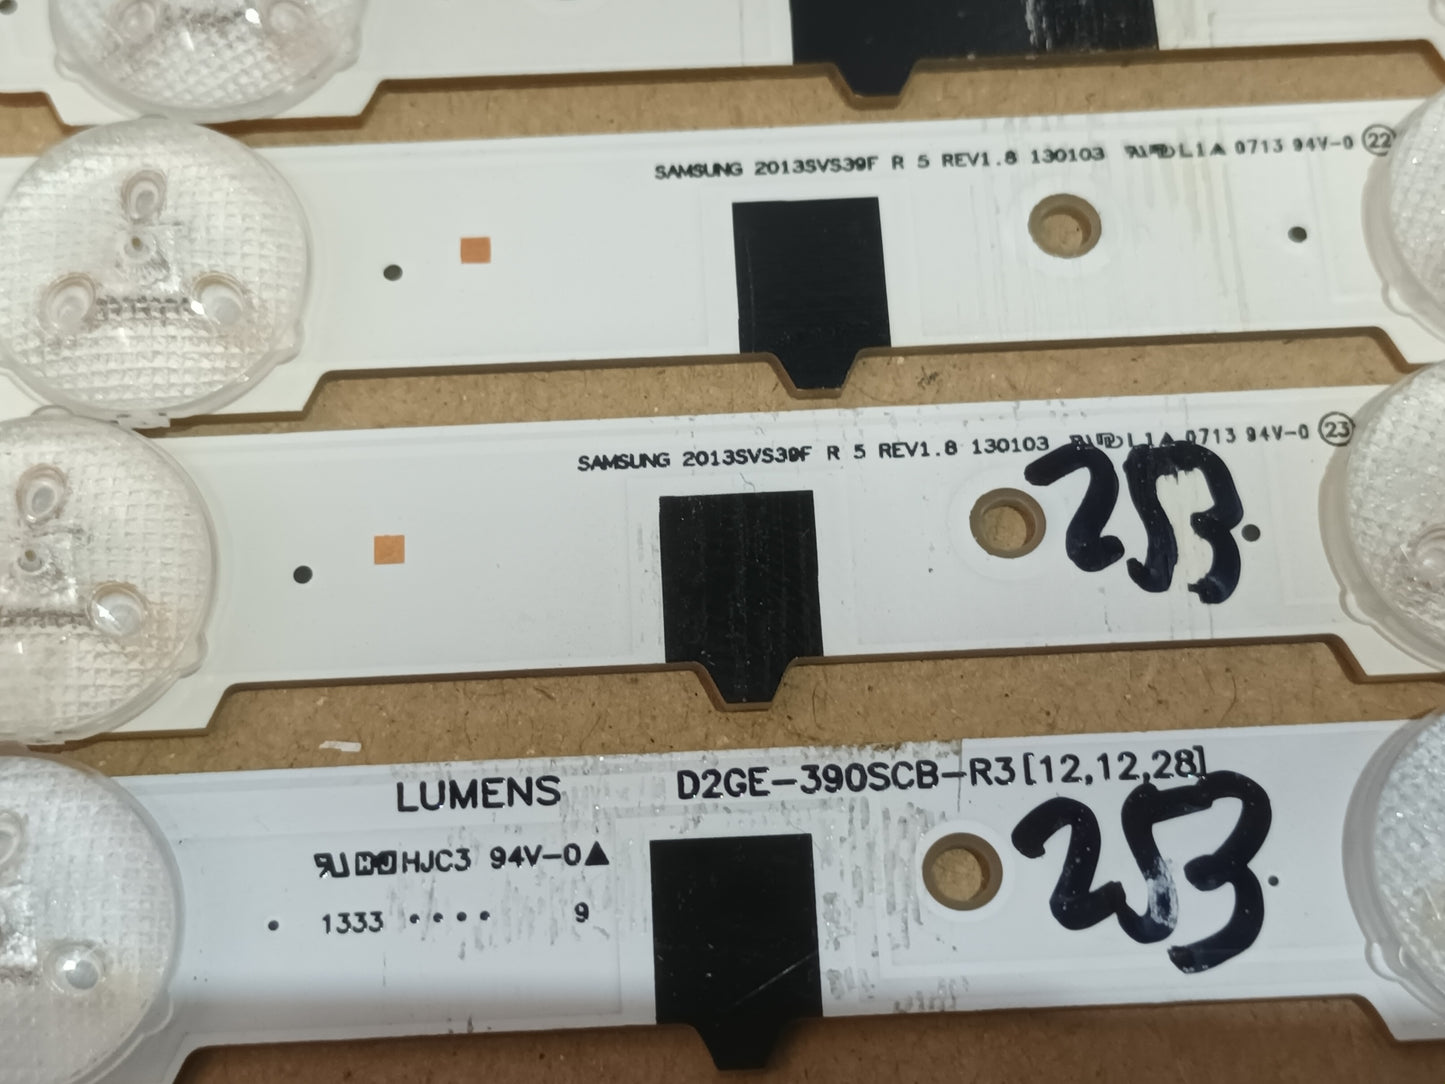 SAMSUNG 2013SVS39F R 5 REV1.8 130103 L1A 0713 94V-0 22
SAMSUNG 2013SVS39F R 5 REV1.8 130103 L1A 0713 94V-0 23
253
LUMENS D2GE-390SCB-R3[12,12,28]
HJC3 94V-0
253
1333 9